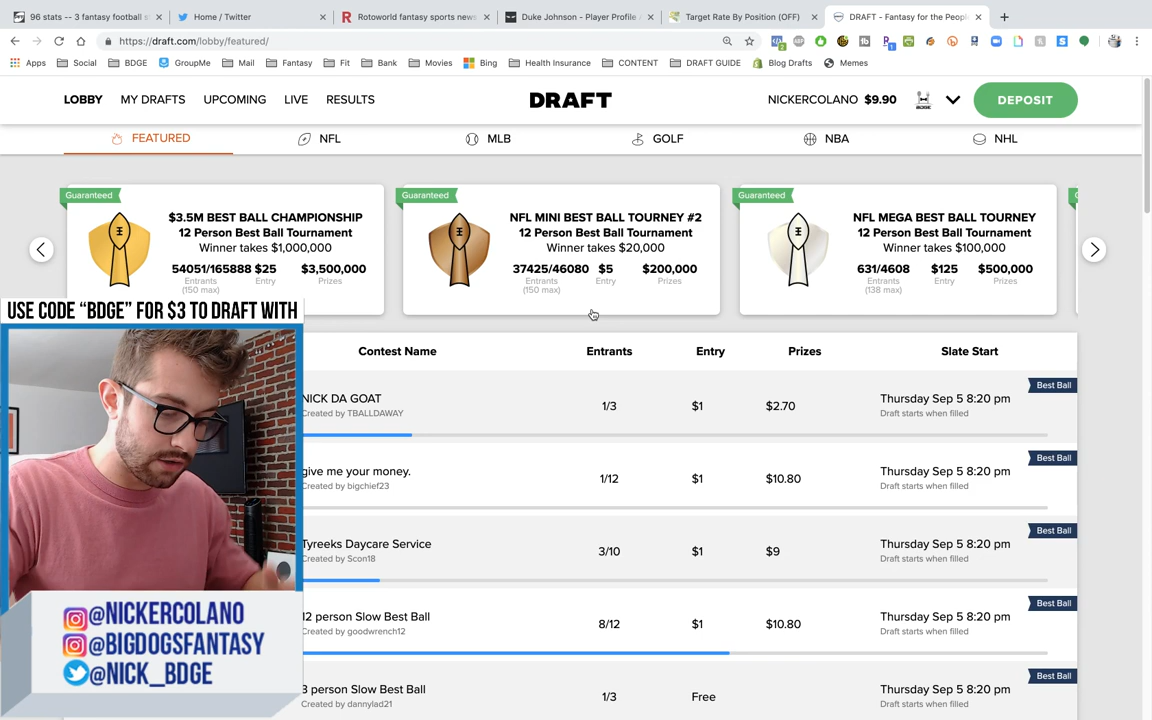 96 stats -- 3 fantasy football s
Home / Twitter
Rotoworld fantasy sports news
Duke Johnson - Player Profile
Target Rate By Position (OFF)
DRAFT - Fantasy for the Peopl
https://draft.com/lobby/featured/
Apps
Social
BDGE
GroupMe
Mail
Fantasy
Fit
Bank
Movies
Bing
Health Insurance
CONTENT
DRAFT GUIDE
Blog Drafts
Memes
LOBBY
MY DRAFTS
UPCOMING
LIVE
RESULTS
DRAFT
NICKERCOLANO $9.90
DEPOSIT
FEATURED
NFL
MLB
GOLF
NBA
NHL
Guaranteed
$3.5M BEST BALL CHAMPIONSHIP
12 Person Best Ball Tournament
Winner takes $1,000,000
54051/165888 $25 $3,500,000
Entrants Entry Prizes
(150 max)
Guaranteed
NFL MINI BEST BALL TOURNEY #2
12 Person Best Ball Tournament
Winner takes $20,000
37425/46080 $5 $200,000
Entrants Entry Prizes
(150 max)
Guaranteed
NFL MEGA BEST BALL TOURNEY
12 Person Best Ball Tournament
Winner takes $100,000
631/4608 $125 $500,000
Entrants Entry Prizes
(138 max)
USE CODE "BDGE" FOR $3 TO DRAFT WITH
Contest Name Entrants Entry Prizes Slate Start
Best Ball
NICK DA GOAT 1/3 $1 $2.70 Thursday Sep 5 8:20 pm
Created by TBALLDAWAY Draft starts when filled
Best Ball
give me your money. 1/12 $1 $10.80 Thursday Sep 5 8:20 pm
Created by bigchief23 Draft starts when filled
Best Ball
Tyreeks Daycare Service 3/10 $1 $9 Thursday Sep 5 8:20 pm
Created by Scon18 Draft starts when filled
Best Ball
12 person Slow Best Ball 8/12 $1 $10.80 Thursday Sep 5 8:20 pm
Created by goodwrench12 Draft starts when filled
Best Ball
3 person Slow Best Ball 1/3 Free Thursday Sep 5 8:20 pm
Created by dannylad21 Draft starts when filled
@NICKERCOLANO
@BIGDOGSFANTASY
@NICK_BDGE